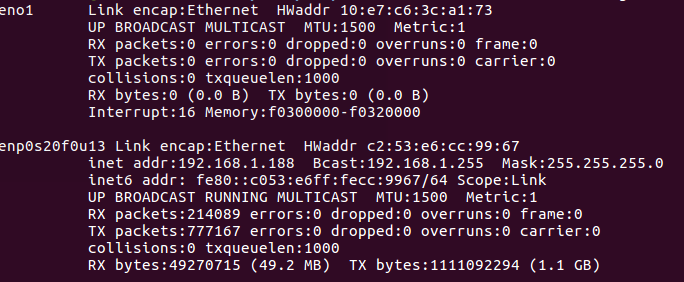 eno1 Link encap:Ethernet HWaddr 10:e7:c6:3c:a1:73
UP BROADCAST MULTICAST MTU:1500 Metric:1
RX packets:0 errors:0 dropped:0 overruns:0 frame:0
TX packets:0 errors:0 dropped:0 overruns:0 carrier:0
collisions:0 txqueuelen:1000
RX bytes:0 (0.0 B) TX bytes:0 (0.0 B)
Interrupt:16 Memory:f0300000-f0320000
enp0s20f0u13 Link encap:Ethernet HWaddr c2:53:e6:cc:99:67
inet addr:192.168.1.188 Bcast:192.168.1.255 Mask:255.255.255.0
inet6 addr: fe80::c053:e6ff:fecc:9967/64 Scope:Link
UP BROADCAST RUNNING MULTICAST MTU:1500 Metric:1
RX packets:214089 errors:0 dropped:0 overruns:0 frame:0
TX packets:777167 errors:0 dropped:0 overruns:0 carrier:0
collisions:0 txqueuelen:1000
RX bytes:49270715 (49.2 MB) TX bytes:1111092294 (1.1 GB)